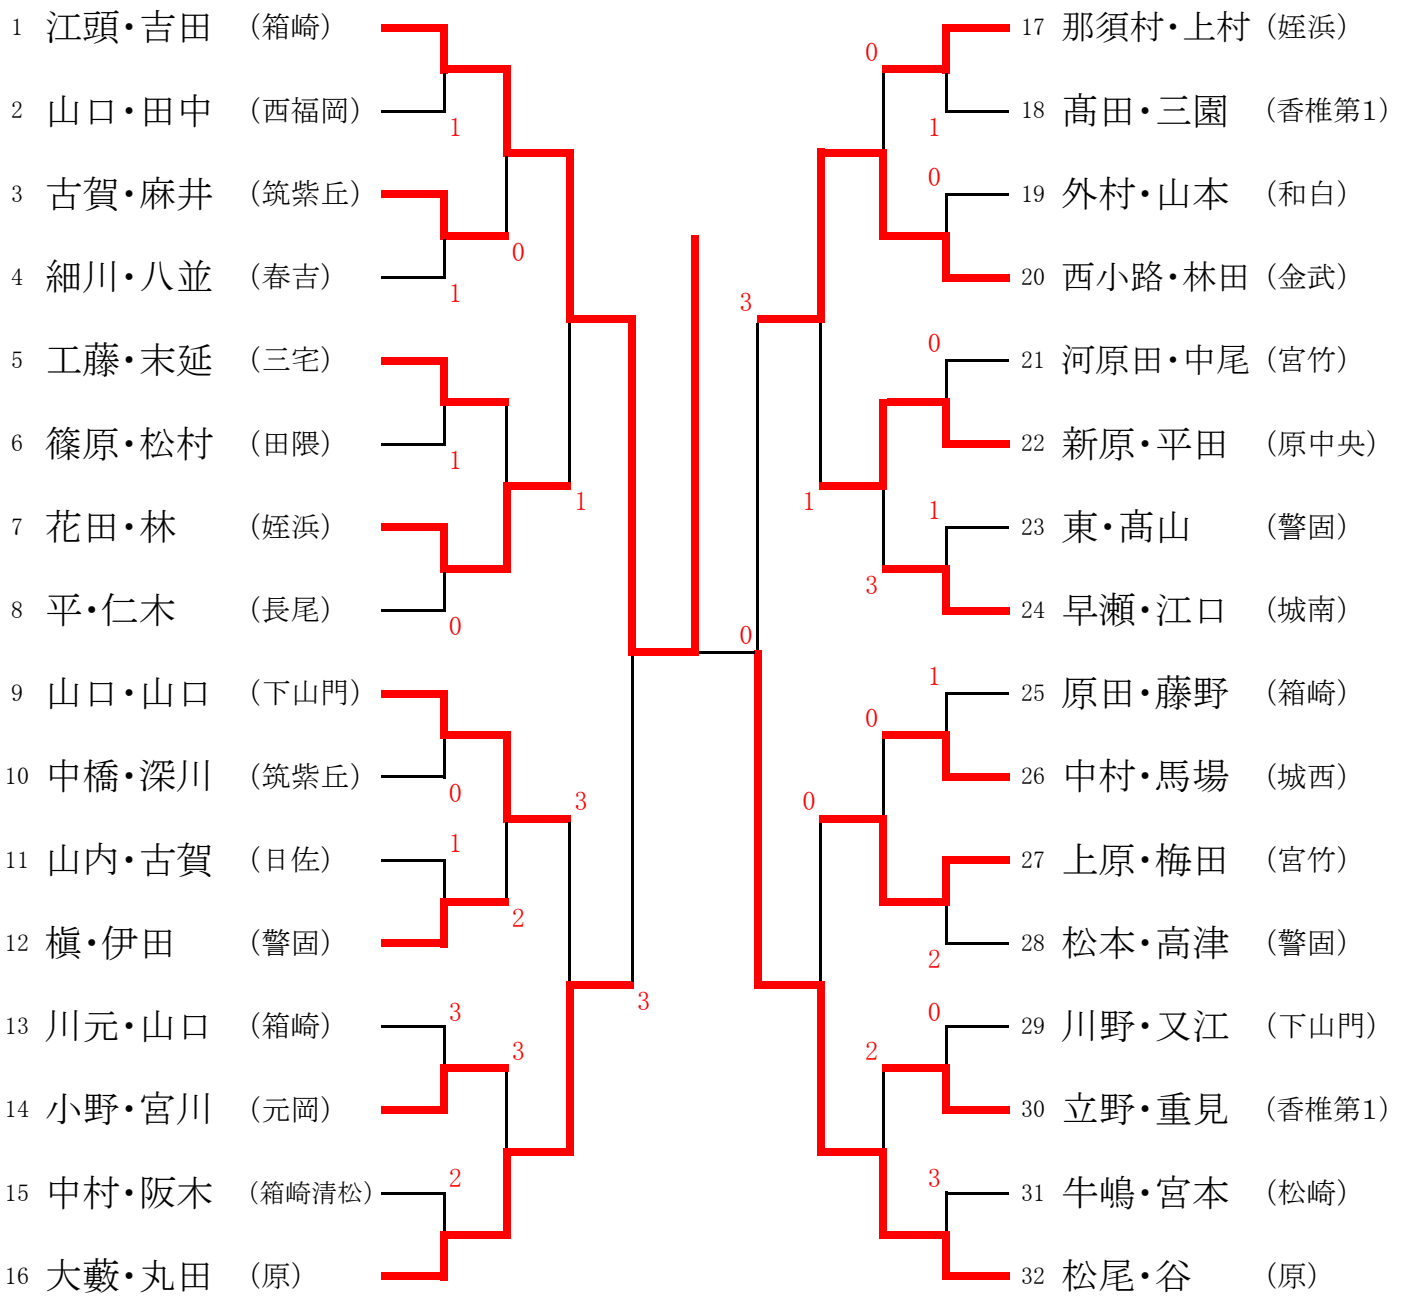 1 江頭・吉田 （箱崎）
2 山口・田中 （西福岡）
1
3 古賀・麻井 （筑紫丘）
0
4 細川・八並 （春吉）
1
5 工藤・末延 （三宅）
6 篠原・松村 （田隈）
1
1
7 花田・林 （姪浜）
8 平・仁木 （長尾）
0
9 山口・山口 （下山門）
10 中橋・深川 （筑紫丘）
0
3
11 山内・古賀 （日佐）
1
2
12 槇・伊田 （警固）
13 川元・山口 （箱崎）
3
3
3
14 小野・宮川 （元岡）
15 中村・阪木 （箱崎清松）
2
16 大藪・丸田 （原）
0
17 那須村・上村 （姪浜）
0
18 髙田・三園 （香椎第1）
1
19 外村・山本 （和白）
0
20 西小路・林田 （金武）
3
21 河原田・中尾 （宮竹）
0
22 新原・平田 （原中央）
1
23 東・髙山 （警固）
1
3
24 早瀬・江口 （城南）
25 原田・藤野 （箱崎）
1
0
26 中村・馬場 （城西）
0
27 上原・梅田 （宮竹）
28 松本・高津 （警固）
2
29 川野・又江 （下山門）
0
2
30 立野・重見 （香椎第1）
31 牛嶋・宮本 （松崎）
3
32 松尾・谷 （原）